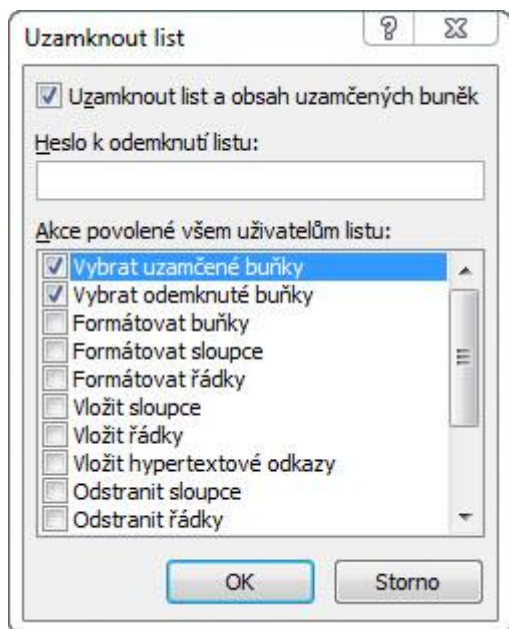 Uzamknout list
Uzamknout list a obsah uzamčených buněk
Heslo k odemknutí listu:
Akce povolené všem uživatelům listu:
Vybrat uzamčené buňky
Vybrat odemknuté buňky
Formátovat buňky
Formátovat sloupce
Formátovat řádky
Vložit sloupce
Vložit řádky
Vložit hypertextové odkazy
Odstranit sloupce
Odstranit řádky
OK Storno